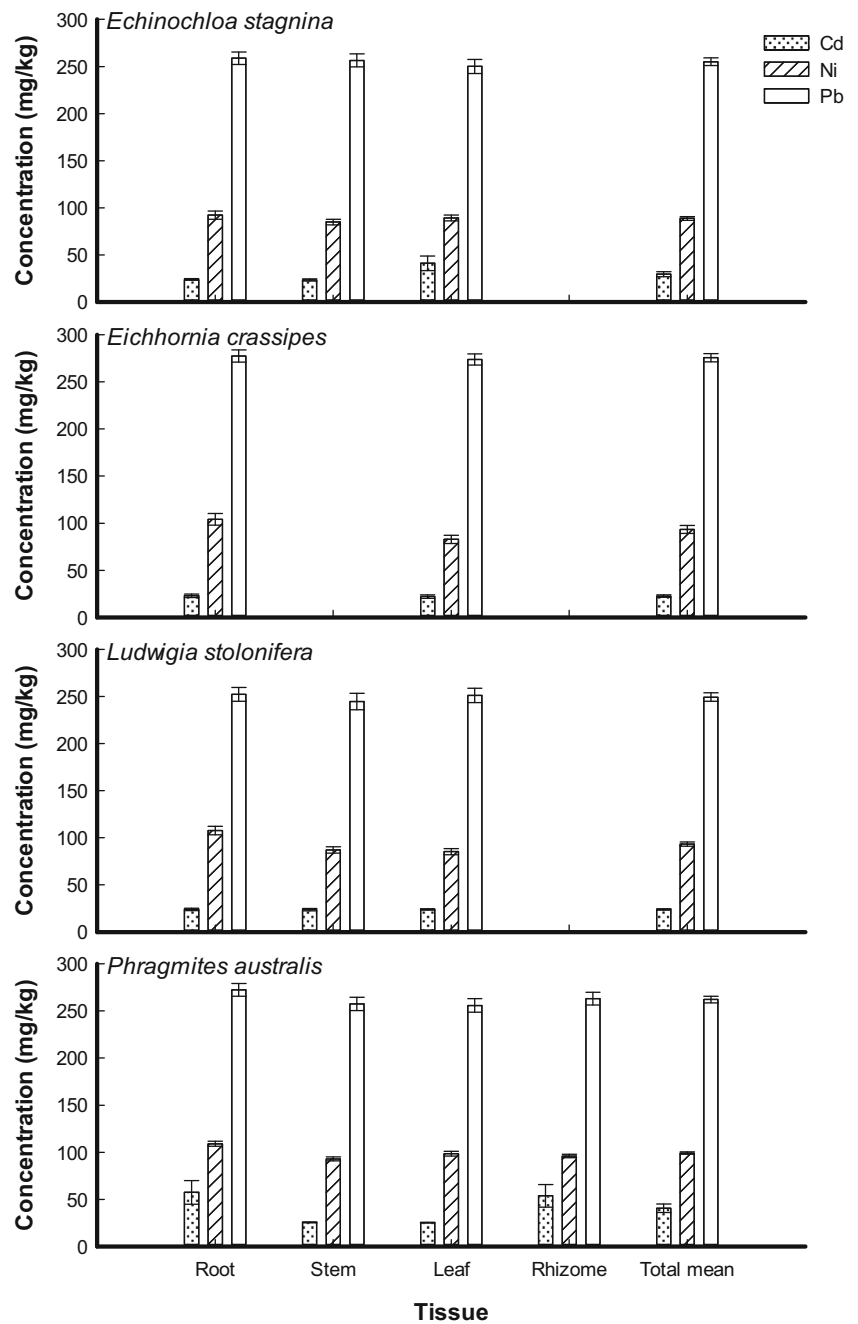 Echinochloa stagnina
Cd
Ni
Pb
300
250
200
150
100
50
0
Concentration (mg/kg)
Eichhornia crassipes
300
250
200
150
100
50
0
Concentration (mg/kg)
Ludwigia stolonifera
300
250
200
150
100
50
0
Concentration (mg/kg)
Phragmites australis
300
250
200
150
100
50
0
Concentration (mg/kg)
Root Stem Leaf Rhizome Total mean
Tissue